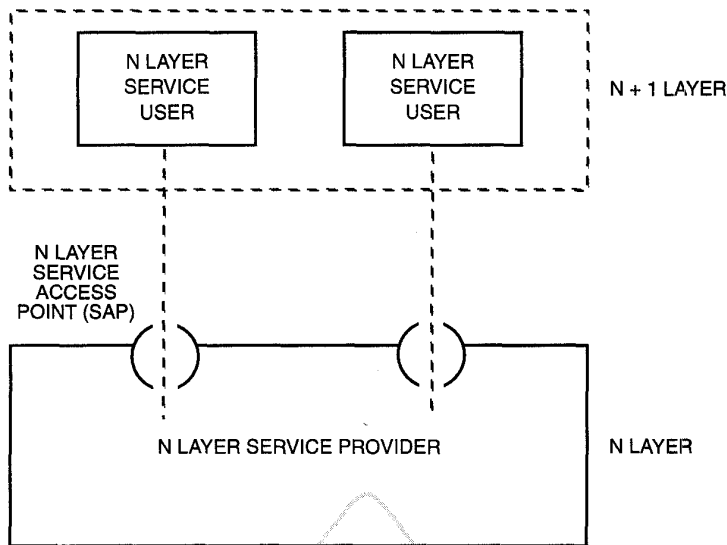 N LAYER
SERVICE
USER
N LAYER
SERVICE
USER
N + 1 LAYER
N LAYER
SERVICE
ACCESS
POINT (SAP)
N LAYER SERVICE PROVIDER
N LAYER